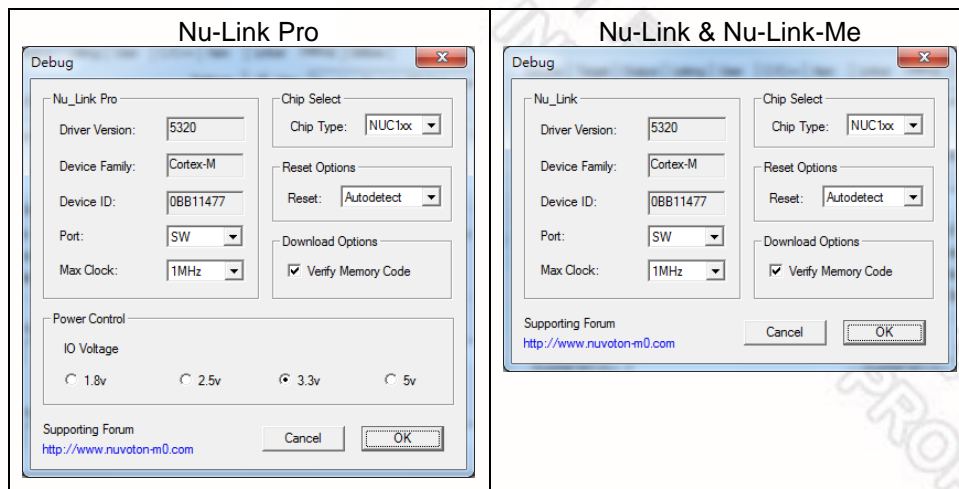 Nu-Link Pro
Debug
Nu_Link Pro
Driver Version: 5320
Device Family: Cortex-M
Device ID: 0BB11477
Port: SW
Max Clock: 1MHz
Chip Select
Chip Type: NUC1xx
Reset Options
Reset: Autodetect
Download Options
Verify Memory Code
Power Control
IO Voltage
1.8v 2.5v 3.3v 5v
Supporting Forum
http://www.nuvoton-m0.com
Cancel OK
Nu-Link & Nu-Link-Me
Debug
Nu_Link
Driver Version: 5320
Device Family: Cortex-M
Device ID: 0BB11477
Port: SW
Max Clock: 1MHz
Chip Select
Chip Type: NUC1xx
Reset Options
Reset: Autodetect
Download Options
Verify Memory Code
Supporting Forum
http://www.nuvoton-m0.com
Cancel OK